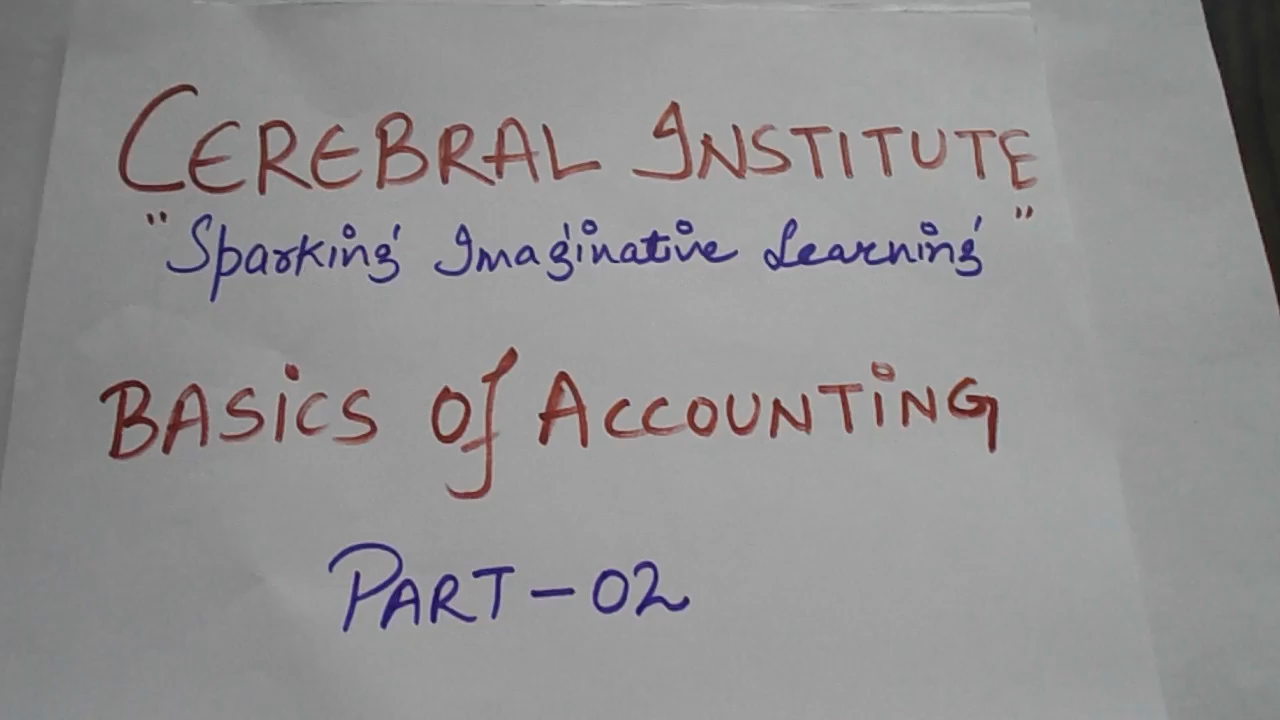 CEREBRAL INSTITUTE
"Sparking Imaginative Learning"
BASiCS Of ACCOUNTiNG
PART-02